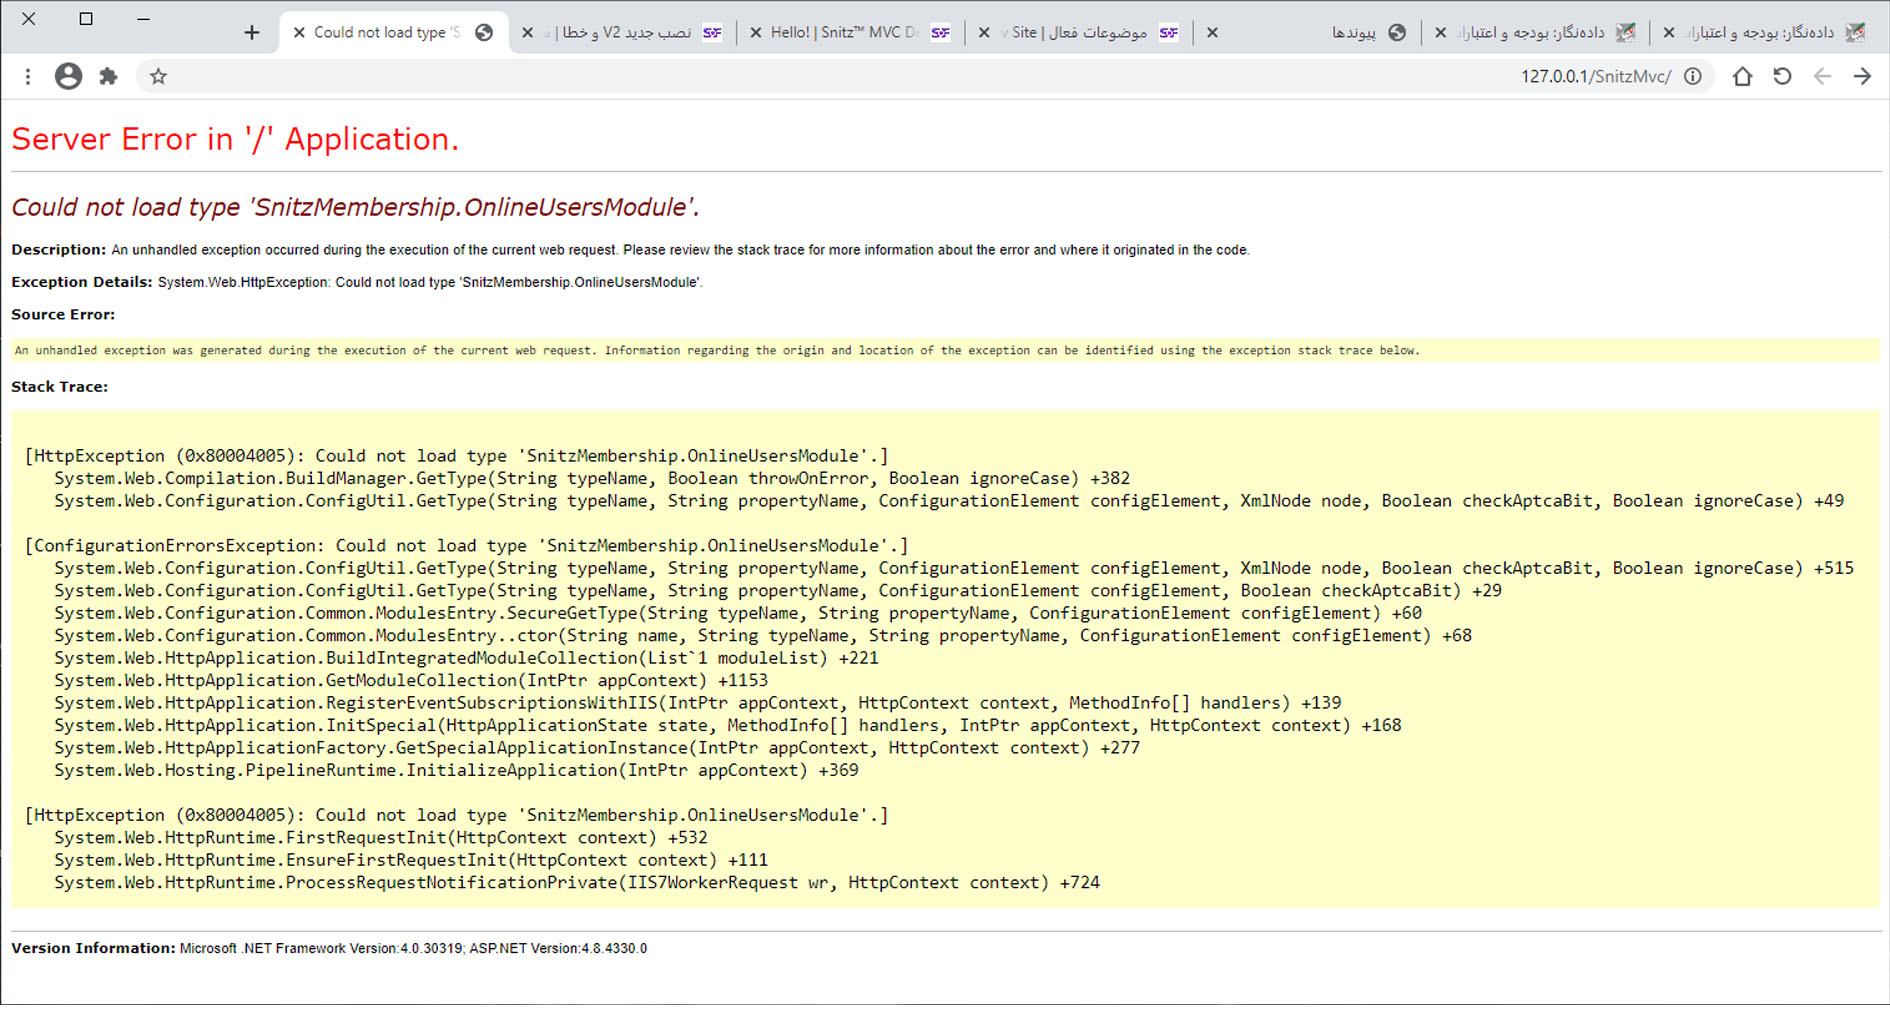 Could not load type 'S
نصب جدید V2 و خطا |
Hello! | Snitz™ MVC De
موضوعات فعال | Site
پیوندها
داده‌نگار: بودجه و اعتبارات
داده‌نگار: بودجه و اعتبارات
127.0.0.1/SnitzMvc/
Server Error in '/' Application.
Could not load type 'SnitzMembership.OnlineUsersModule'.
Description: An unhandled exception occurred during the execution of the current web request. Please review the stack trace for more information about the error and where it originated in the code.
Exception Details: System.Web.HttpException: Could not load type 'SnitzMembership.OnlineUsersModule'.
Source Error:
An unhandled exception was generated during the execution of the current web request. Information regarding the origin and location of the exception can be identified using the exception stack trace below.
Stack Trace:
[HttpException (0x80004005): Could not load type 'SnitzMembership.OnlineUsersModule'.]
System.Web.Compilation.BuildManager.GetType(String typeName, Boolean throwOnError, Boolean ignoreCase) +382
System.Web.Configuration.ConfigUtil.GetType(String typeName, String propertyName, ConfigurationElement configElement, XmlNode node, Boolean checkAptcaBit, Boolean ignoreCase) +49
[ConfigurationErrorsException: Could not load type 'SnitzMembership.OnlineUsersModule'.]
System.Web.Configuration.ConfigUtil.GetType(String typeName, String propertyName, ConfigurationElement configElement, XmlNode node, Boolean checkAptcaBit, Boolean ignoreCase) +515
System.Web.Configuration.ConfigUtil.GetType(String typeName, String propertyName, ConfigurationElement configElement, Boolean checkAptcaBit) +29
System.Web.Configuration.Common.ModulesEntry.SecureGetType(String typeName, String propertyName, ConfigurationElement configElement) +60
System.Web.Configuration.Common.ModulesEntry..ctor(String name, String typeName, String propertyName, ConfigurationElement configElement) +68
System.Web.HttpApplication.BuildIntegratedModuleCollection(List`1 moduleList) +221
System.Web.HttpApplication.GetModuleCollection(IntPtr appContext) +1153
System.Web.HttpApplication.RegisterEventSubscriptionsWithIIS(IntPtr appContext, HttpContext context, MethodInfo[] handlers) +139
System.Web.HttpApplication.InitSpecial(HttpApplicationState state, MethodInfo[] handlers, IntPtr appContext, HttpContext context) +168
System.Web.HttpApplicationFactory.GetSpecialApplicationInstance(IntPtr appContext, HttpContext context) +277
System.Web.Hosting.PipelineRuntime.InitializeApplication(IntPtr appContext) +369
[HttpException (0x80004005): Could not load type 'SnitzMembership.OnlineUsersModule'.]
System.Web.HttpRuntime.FirstRequestInit(HttpContext context) +532
System.Web.HttpRuntime.EnsureFirstRequestInit(HttpContext context) +111
System.Web.HttpRuntime.ProcessRequestNotificationPrivate(IIS7WorkerRequest wr, HttpContext context) +724
Version Information: Microsoft .NET Framework Version:4.0.30319; ASP.NET Version:4.8.4330.0